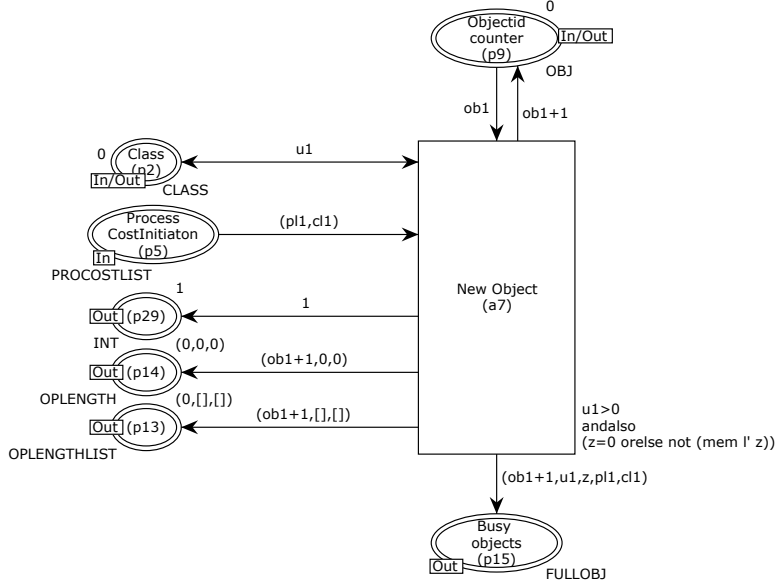 0
Objectid
counter
(p9)
In/Out
OBJ
ob1
ob1+1
0
Class
(p2)
In/Out
CLASS
u1
Process
CostInitiaton
(p5)
In
PROCOSTLIST
(pl1,cl1)
New Object
(a7)
1
Out
(p29)
INT
1
(0,0,0)
Out
(p14)
OPLENGTH
(ob1+1,0,0)
(0,[],[])
Out
(p13)
OPLENGTHLIST
(ob1+1,[],[])
u1>0
andalso
(z=0 orelse not (mem l' z))
(ob1+1,u1,z,pl1,cl1)
Busy
objects
(p15)
Out
FULLOBJ